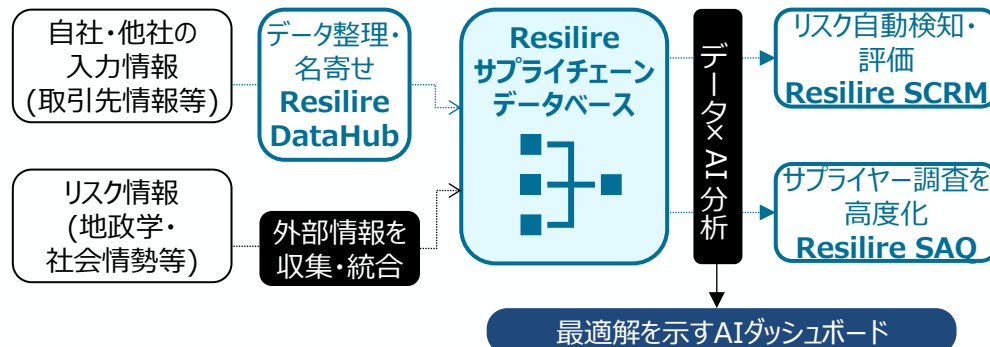 自社・他社の
入力情報
(取引先情報等)
データ整理・
名寄せ
Resilire
DataHub
Resilire
サプライチェーン
データベース
データ×AI分析
リスク自動検知・
評価
Resilire SCRM
リスク情報
(地政学・
社会情勢等)
外部情報を
収集・統合
サプライヤー調査を
高度化
Resilire SAQ
最適解を示すAIダッシュボード